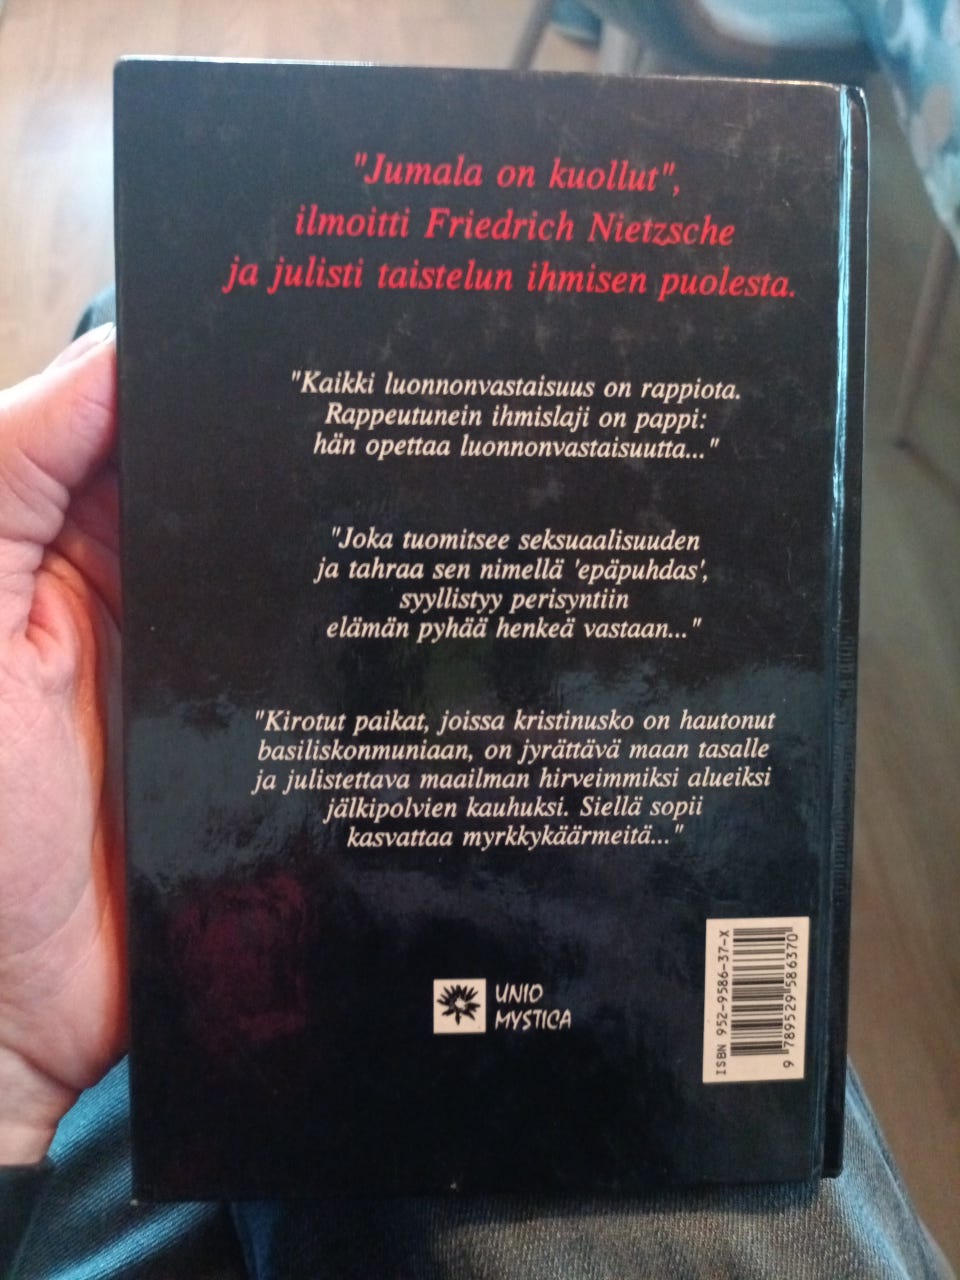 "Jumala on kuollut",
ilmoitti Friedrich Nietzsche
ja julisti taistelun ihmisen puolesta.
"Kaikki luonnonvastaisuus on rappiota.
Rappeutunein ihmislaji on pappi:
hän opettaa luonnonvastaisuutta..."
"Joka tuomitsee seksuaalisuuden
ja tahraa sen nimellä 'epäpuhdas',
syyllistyy perisyntiin
elämän pyhää henkeä vastaan..."
"Kirotut paikat, joissa kristinusko on hautonut
basiliskonmuniaan, on jyrättävä maan tasalle
ja julistettava maailman hirveimmiksi alueiksi
jälkipolvien kauhuksi. Siellä sopii
kasvattaa myrkkykäärmeitä..."
UNIO
MYSTICA
ISBN 952-9586-37-X
9 789529 586370